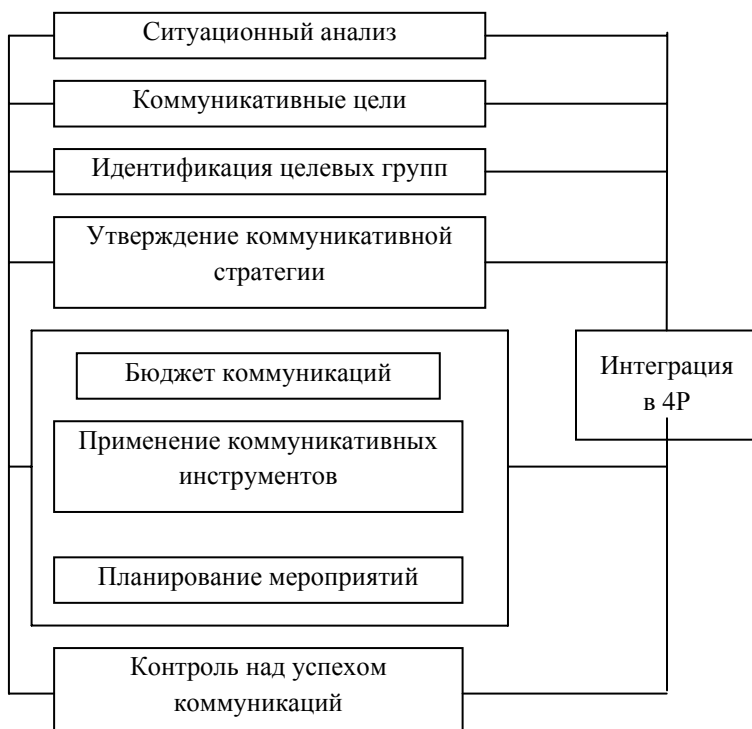 Ситуационный анализ
Коммуникативные цели
Идентификация целевых групп
Утверждение коммуникативной
стратегии
Бюджет коммуникаций
Применение коммуникативных
инструментов
Планирование мероприятий
Контроль над успехом
коммуникаций
Интеграция
в 4Р